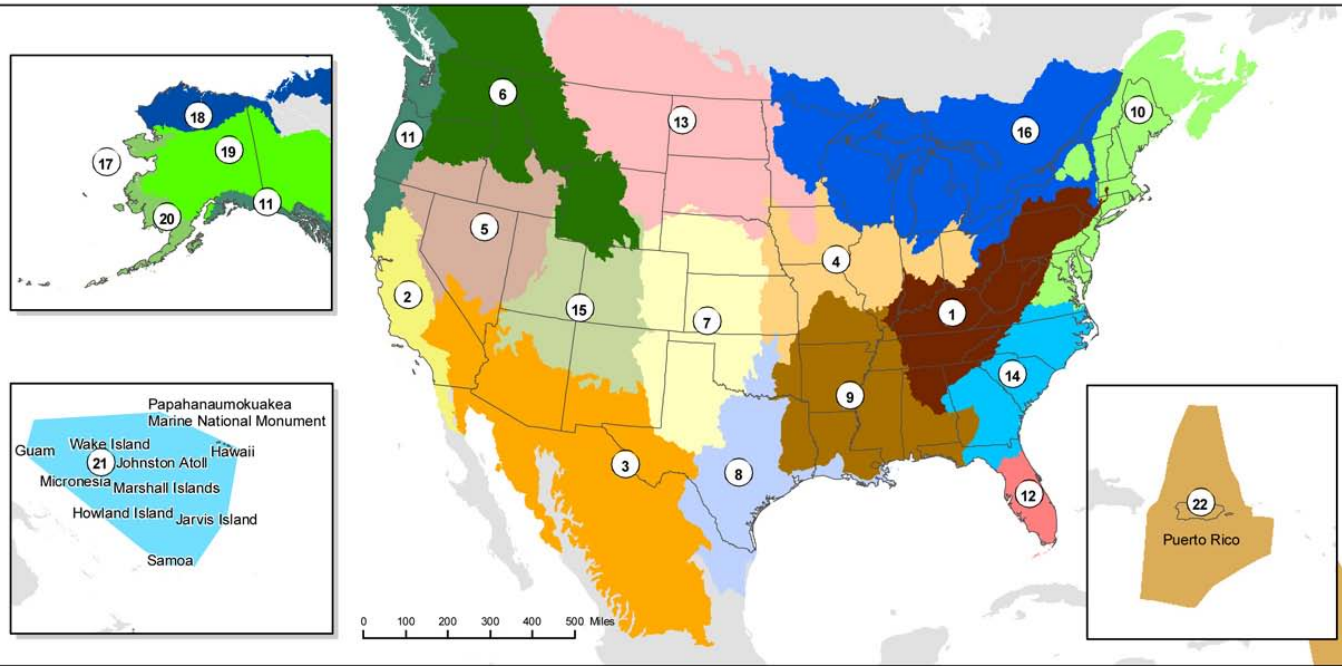 18
17
19
20
11
6
11
13
16
10
5
4
2
15
7
1
9
14
3
8
12
Papahanaumokuakea
Marine National Monument
Guam
Wake Island
Hawaii
21
Johnston Atoll
Micronesia
Marshall Islands
Howland Island
Jarvis Island
Samoa
0 100 200 300 400 500 Miles
22
Puerto Rico